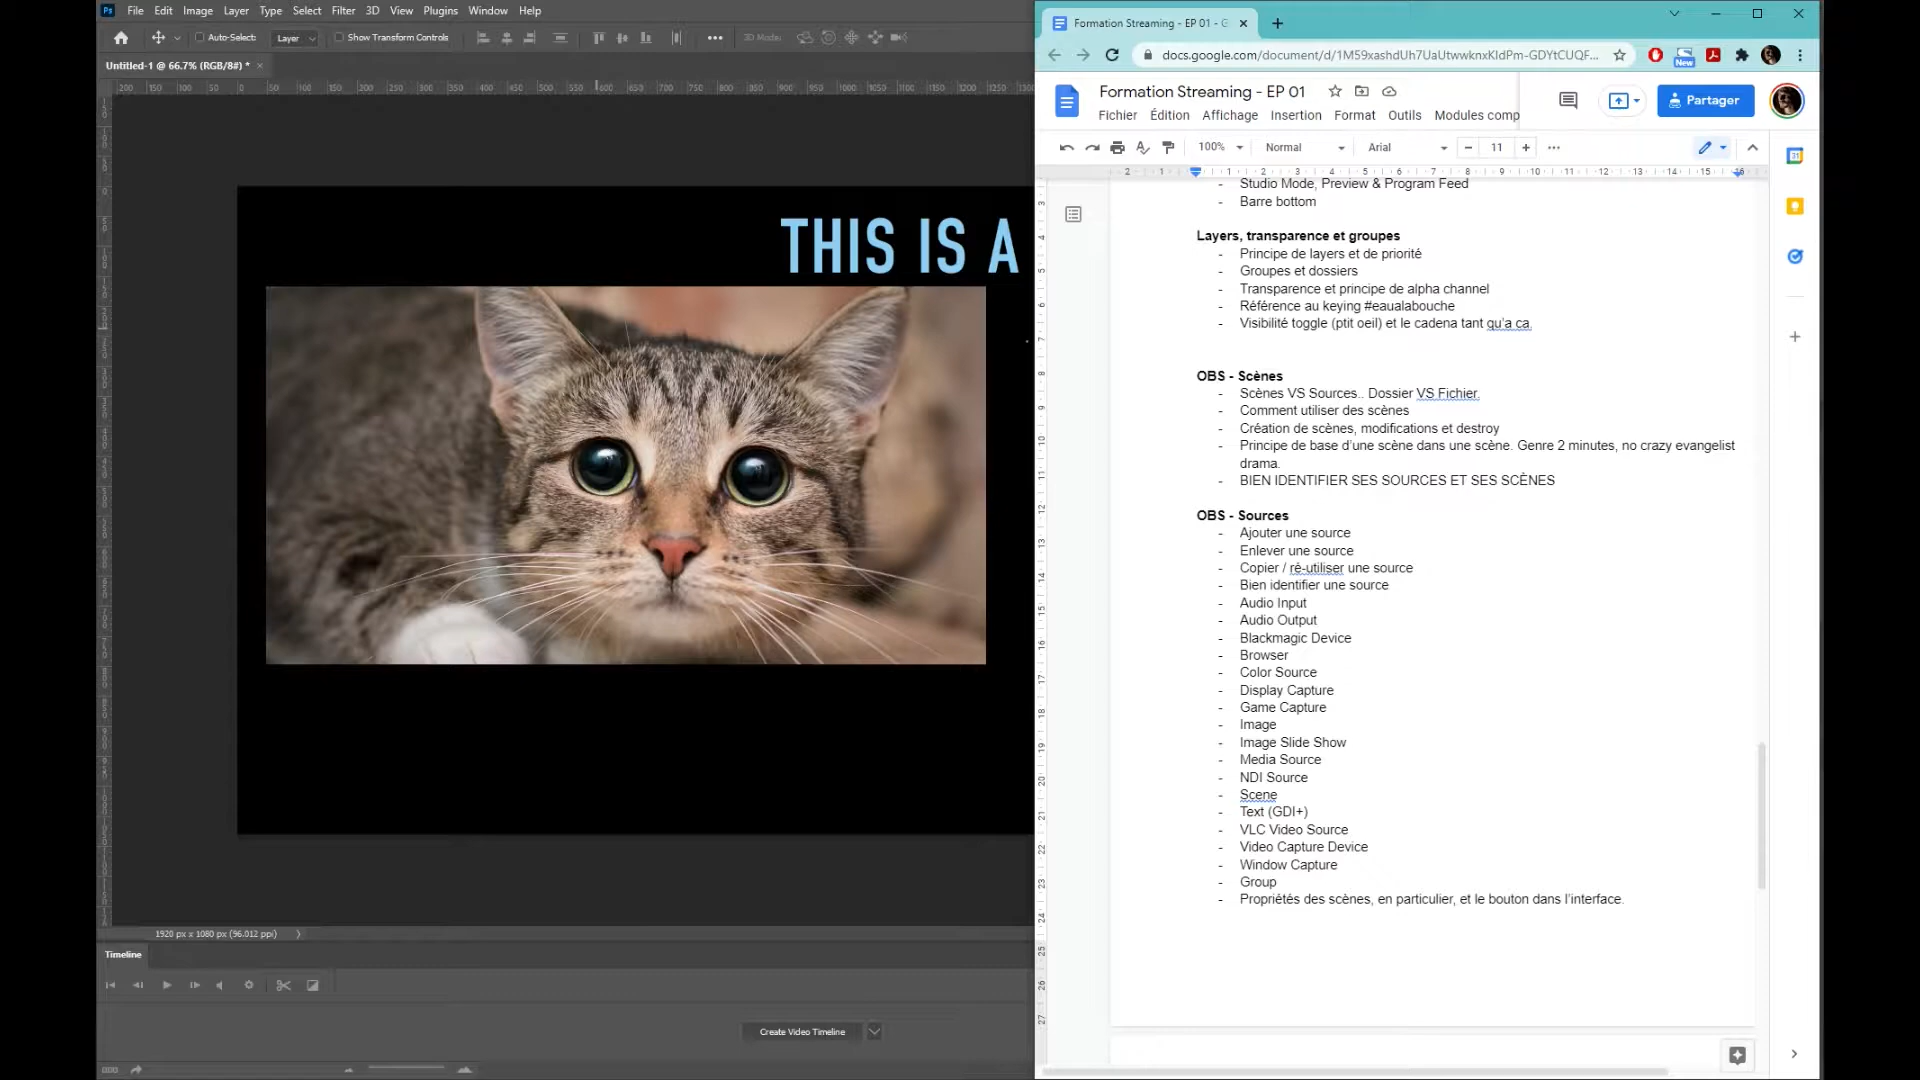 File Edit Image Layer Type Select Filter 3D View Plugins Window Help
Auto-Select: Layer Show Transform Controls 3D Mode:
Untitled-1 @ 66.7% (RGB/8#) *
THIS IS A
1920 px x 1080 px (96.012 ppi)
Timeline
Create Video Timeline
Formation Streaming - EP 01 - G
docs.google.com/document/d/1M59xashdUh7UaUtwwknxKIdPm-GDYtCUQF...
New
Formation Streaming - EP 01
Partager
Fichier Édition Affichage Insertion Format Outils Modules comp
100% Normal Arial 11
- Studio Mode, Preview & Program Feed
- Barre bottom
Layers, transparence et groupes
- Principe de layers et de priorité
- Groupes et dossiers
- Transparence et principe de alpha channel
- Référence au keying #eaualabouche
- Visibilité toggle (ptit oeil) et le cadena tant qu'a ca.
OBS - Scènes
- Scènes VS Sources.. Dossier VS Fichier.
- Comment utiliser des scènes
- Création de scènes, modifications et destroy
- Principe de base d'une scène dans une scène. Genre 2 minutes, no crazy evangelist
drama.
- BIEN IDENTIFIER SES SOURCES ET SES SCÈNES
OBS - Sources
- Ajouter une source
- Enlever une source
- Copier / ré-utiliser une source
- Bien identifier une source
- Audio Input
- Audio Output
- Blackmagic Device
- Browser
- Color Source
- Display Capture
- Game Capture
- Image
- Image Slide Show
- Media Source
- NDI Source
- Scene
- Text (GDI+)
- VLC Video Source
- Video Capture Device
- Window Capture
- Group
- Propriétés des scènes, en particulier, et le bouton dans l'interface.